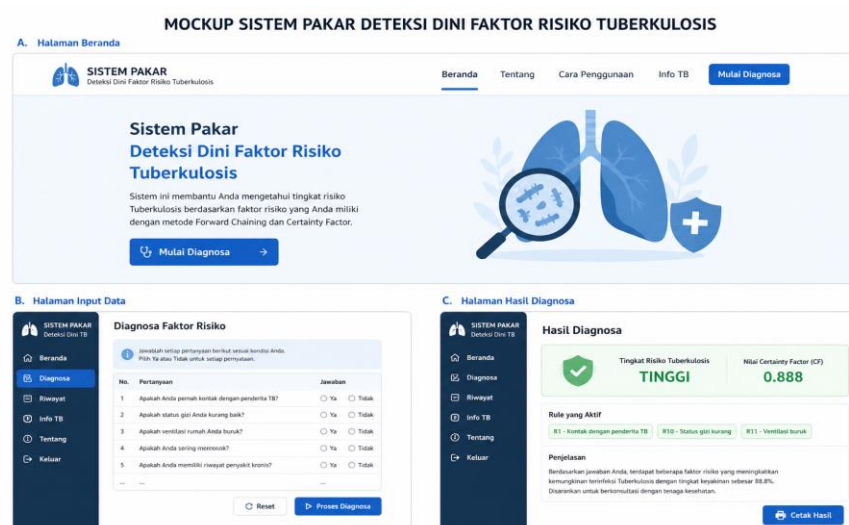 MOCKUP SISTEM PAKAR DETEKSI DINI FAKTOR RISIKO TUBERKULOSIS
A. Halaman Beranda
SISTEM PAKAR
Deteksi Dini Faktor Risiko Tuberkulosis
Beranda Tentang Cara Penggunaan Info TB Mulai Diagnosa
Sistem Pakar
Deteksi Dini Faktor Risiko
Tuberkulosis
Sistem ini membantu Anda mengetahui tingkat risiko
Tuberkulosis berdasarkan faktor risiko yang Anda miliki
dengan metode Forward Chaining dan Certainty Factor.
Mulai Diagnosa →
B. Halaman Input Data
SISTEM PAKAR
Deteksi Dini TB
Beranda
Diagnosa
Riwayat
Info TB
Tentang
Keluar
Diagnosa Faktor Risiko
Jawablah setiap pertanyaan berikut sesuai kondisi Anda.
Pilih Ya atau Tidak untuk setiap pernyataan.
No. Pertanyaan Jawaban
1 Apakah Anda pernah kontak dengan penderita TB? Ya Tidak
2 Apakah status gizi Anda kurang baik? Ya Tidak
3 Apakah ventilasi rumah Anda buruk? Ya Tidak
4 Apakah Anda sering merokok? Ya Tidak
5 Apakah Anda memiliki riwayat penyakit kronis? Ya Tidak
... ... ...
Reset Proses Diagnosa
C. Halaman Hasil Diagnosa
SISTEM PAKAR
Deteksi Dini TB
Beranda
Diagnosa
Riwayat
Info TB
Tentang
Keluar
Hasil Diagnosa
Tingkat Risiko Tuberkulosis
TINGGI
Nilai Certainty Factor (CF)
0.888
Rule yang Aktif
R1 - Kontak dengan penderita TB R10 - Status gizi kurang R11 - Ventilasi buruk
Penjelasan
Berdasarkan jawaban Anda, terdapat beberapa faktor risiko yang meningkatkan
kemungkinan terinfeksi Tuberkulosis dengan tingkat keyakinan sebesar 88.8%.
Disarankan untuk berkonsultasi dengan tenaga kesehatan.
Cetak Hasil